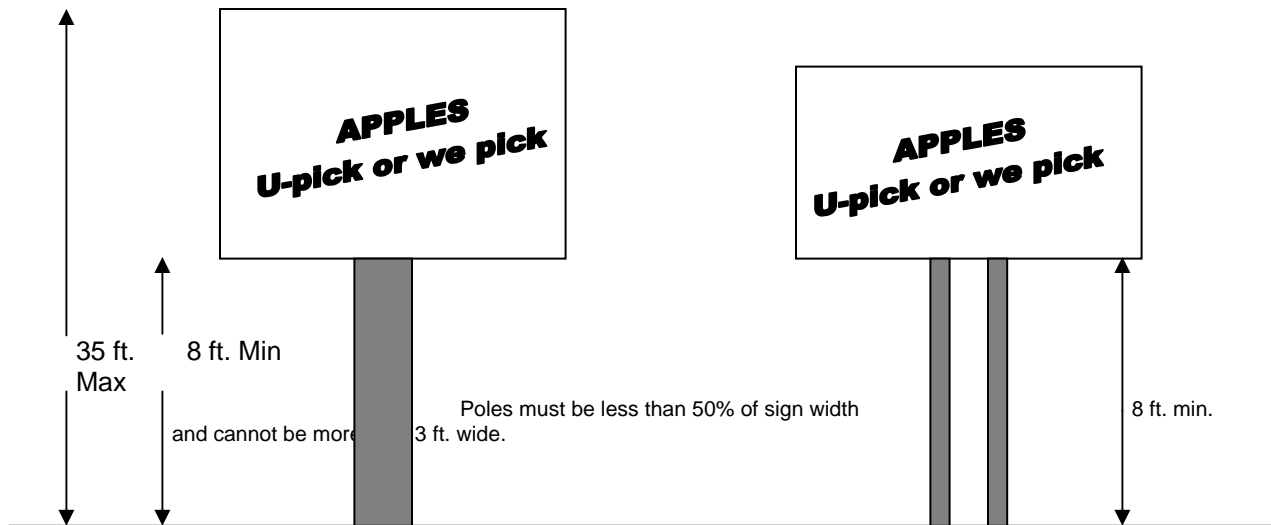 APPLES
U-pick or we pick
APPLES
U-pick or we pick
35 ft.
Max
8 ft. Min
Poles must be less than 50% of sign width
and cannot be more 3 ft. wide.
8 ft. min.